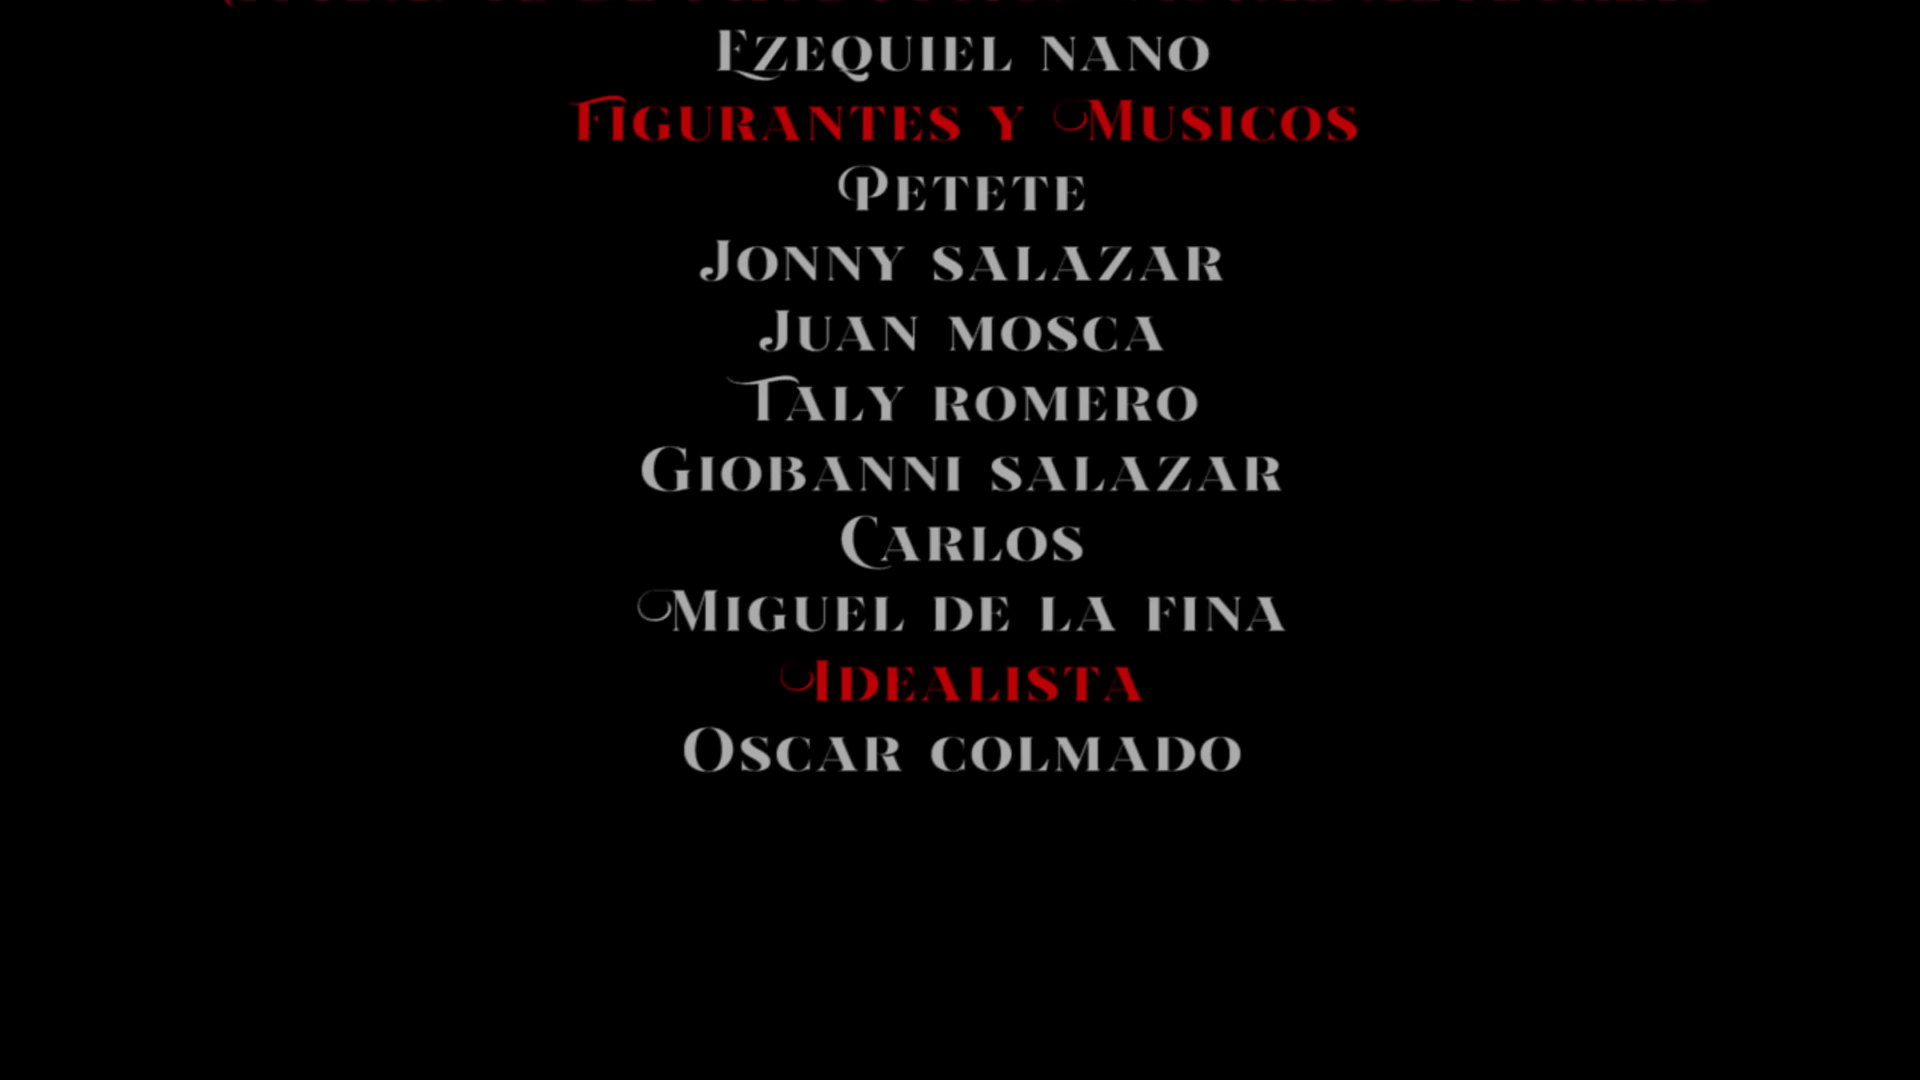 Ezequiel nano
Figurantes y Musicos
Petete
Jonny salazar
Juan mosca
Taly romero
Giobanni salazar
Carlos
Miguel de la fina
Idealista
Oscar colmado